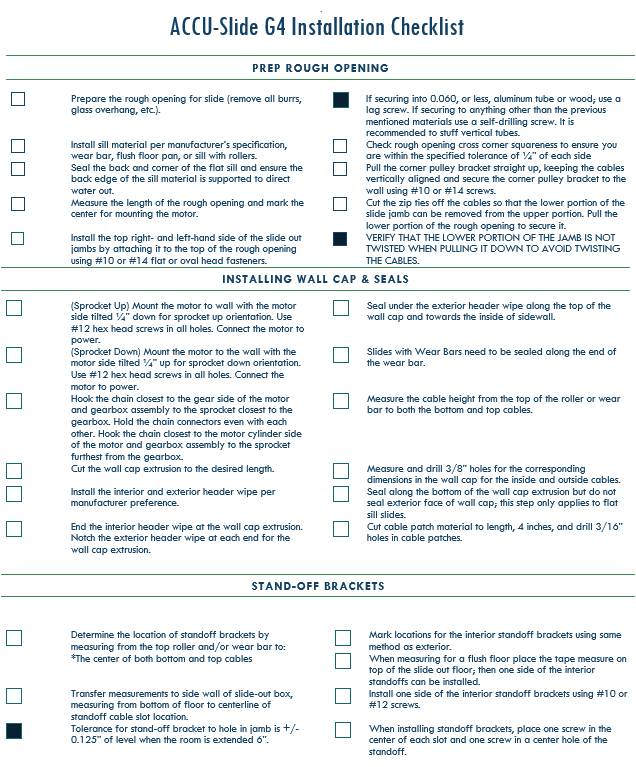 ACCU-Slide G4 Installation Checklist
PREP ROUGH OPENING
Prepare the rough opening for slide (remove all burrs,
glass overhang, etc.).
Install sill material per manufacturer's specification,
wear bar, flush floor pan, or sill with rollers.
Seal the back and corner of the flat sill and ensure the
back edge of the sill material is supported to direct
water out.
Measure the length of the rough opening and mark the
center for mounting the motor.
Install the top right- and left-hand side of the slide out
jambs by attaching it to the top of the rough opening
using #10 or #14 flat or oval head fasteners.
If securing into 0.060, or less, aluminum tube or wood; use a
lag screw. If securing to anything other than the previous
mentioned materials use a self-drilling screw. It is
recommended to stuff vertical tubes.
Check rough opening cross corner squareness to ensure you
are within the specified tolerance of ¼" of each side
Pull the corner pulley bracket straight up, keeping the cables
vertically aligned and secure the corner pulley bracket to the
wall using #10 or #14 screws.
Cut the zip ties off the cables so that the lower portion of the
slide jamb can be removed from the upper portion. Pull the
lower portion of the rough opening to secure it.
VERIFY THAT THE LOWER PORTION OF THE JAMB IS NOT
TWISTED WHEN PULLING IT DOWN TO AVOID TWISTING
THE CABLES.
INSTALLING WALL CAP & SEALS
(Sprocket Up) Mount the motor to wall with the motor
side tilted ¼" down for sprocket up orientation. Use
#12 hex head screws in all holes. Connect the motor to
power.
(Sprocket Down) Mount the motor to the wall with the
motor side tilted ¼" up for sprocket down orientation.
Use #12 hex head screws in all holes. Connect the
motor to power.
Hook the chain closest to the gear side of the motor
and gearbox assembly to the sprocket closest to the
gearbox. Hold the chain connectors even with each
other. Hook the chain closest to the motor cylinder side
of the motor and gearbox assembly to the sprocket
furthest from the gearbox.
Cut the wall cap extrusion to the desired length.
Install the interior and exterior header wipe per
manufacturer preference.
End the interior header wipe at the wall cap extrusion.
Notch the exterior header wipe at each end for the
wall cap extrusion.
Seal under the exterior header wipe along the top of the
wall cap and towards the inside of sidewall.
Slides with Wear Bars need to be sealed along the end of
the wear bar.
Measure the cable height from the top of the roller or wear
bar to both the bottom and top cables.
Measure and drill 3/8" holes for the corresponding
dimensions in the wall cap for the inside and outside cables.
Seal along the bottom of the wall cap extrusion but do not
seal exterior face of wall cap; this step only applies to flat
sill slides.
Cut cable patch material to length, 4 inches, and drill 3/16"
holes in cable patches.
STAND-OFF BRACKETS
Determine the location of standoff brackets by
measuring from the top roller and/or wear bar to:
*The center of both bottom and top cables
Transfer measurements to side wall of slide-out box,
measuring from bottom of floor to centerline of
standoff cable slot location.
Tolerance for stand-off bracket to hole in jamb is +/-
0.125" of level when the room is extended 6".
Mark locations for the interior standoff brackets using same
method as exterior.
When measuring for a flush floor place the tape measure on
top of the slide out floor; then one side of the interior
standoffs can be installed.
Install one side of the interior standoff brackets using #10 or
#12 screws.
When installing standoff brackets, place one screw in the
center of each slot and one screw in a center hole of the
standoff.